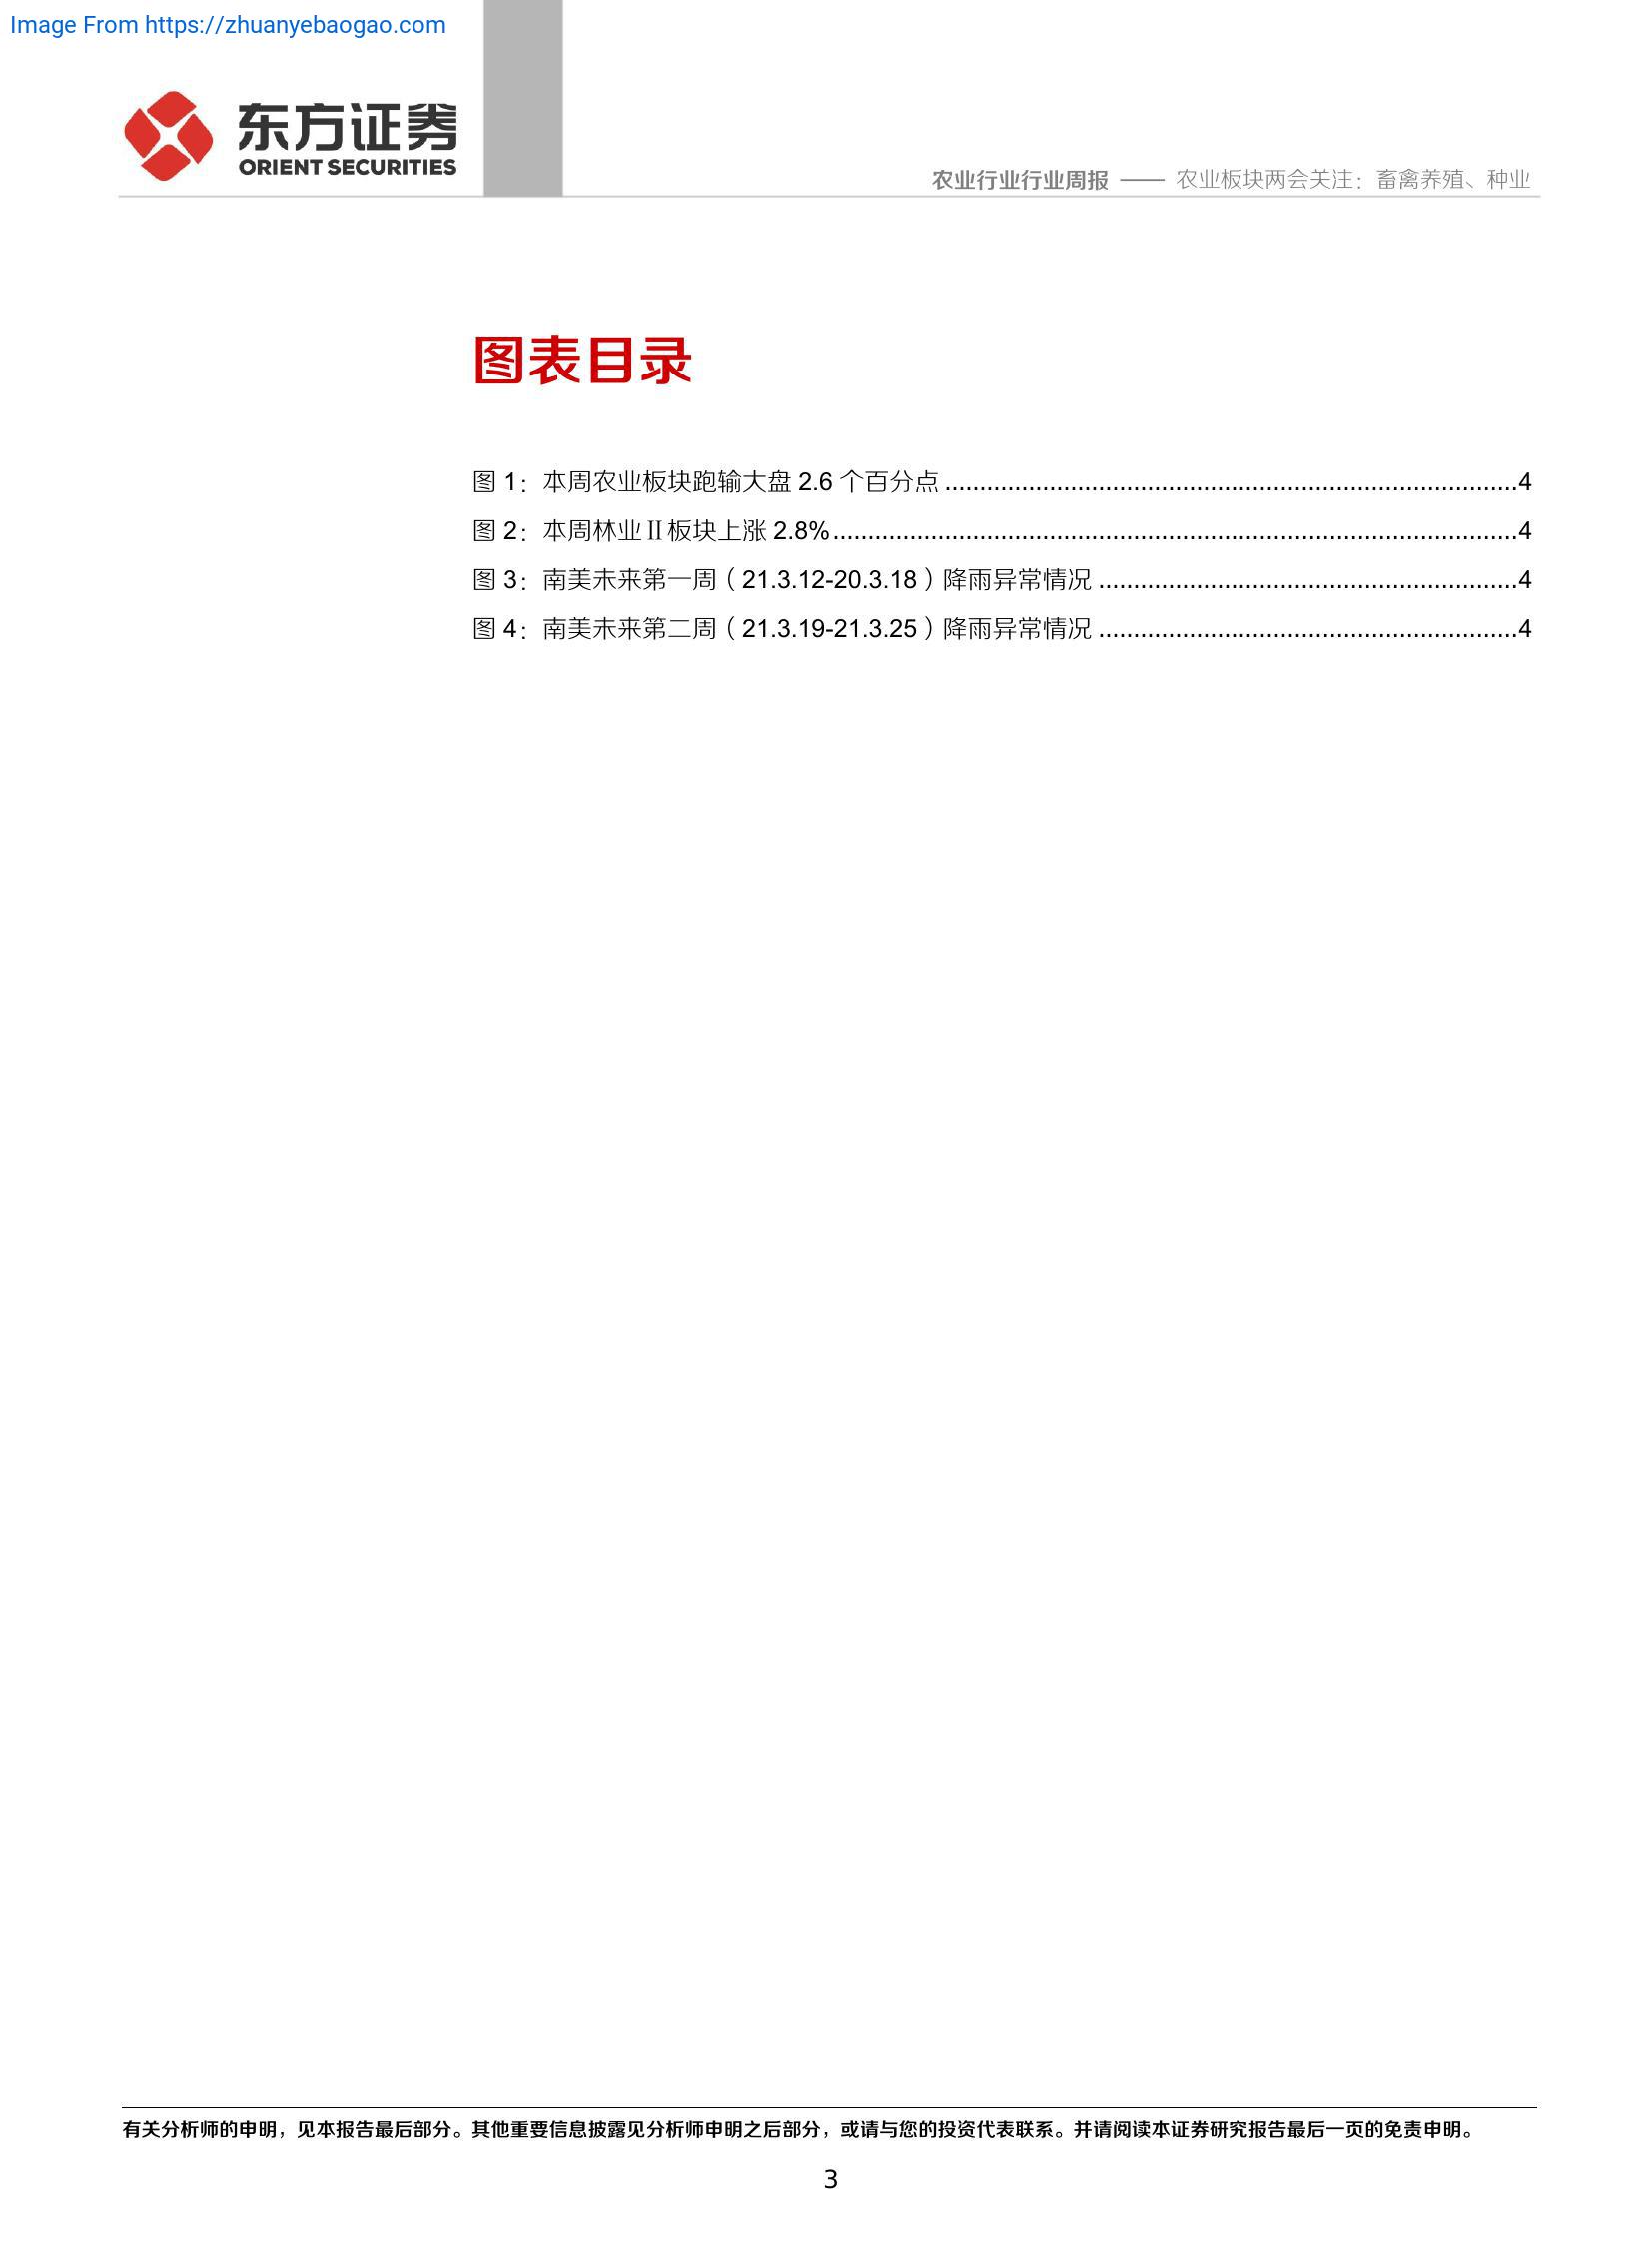 Image From https://zhuanyebaogao.com
东方证券
ORIENT SECURITIES
农业行业行业周报 —— 农业板块两会关注：畜禽养殖、种业
图表目录
图 1：本周农业板块跑输大盘 2.6 个百分点 ..................................................................................4
图 2：本周林业Ⅱ板块上涨 2.8%..................................................................................................4
图 3：南美未来第一周（21.3.12-20.3.18）降雨异常情况 ............................................................4
图 4：南美未来第二周（21.3.19-21.3.25）降雨异常情况 ............................................................4
有关分析师的申明，见本报告最后部分。其他重要信息披露见分析师申明之后部分，或请与您的投资代表联系。并请阅读本证券研究报告最后一页的免责申明。
3